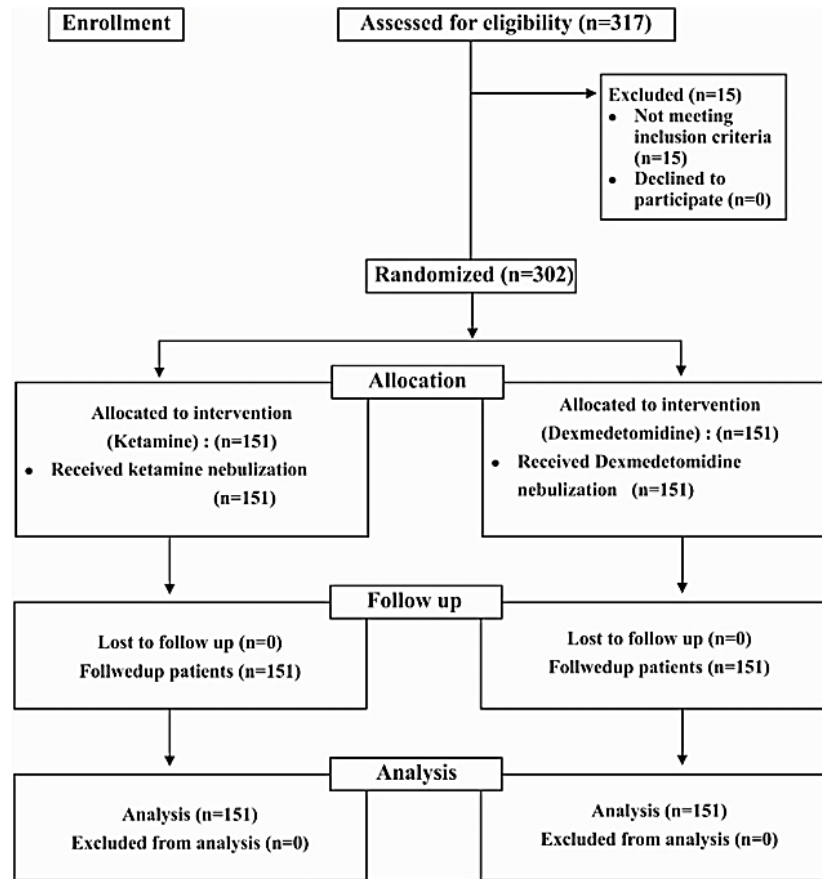 Enrollment
Assessed for eligibility (n=317)
Excluded (n=15)
• Not meeting
inclusion criteria
(n=15)
• Declined to
participate (n=0)
Randomized (n=302)
Allocation
Allocated to intervention
(Ketamine) : (n=151)
• Received ketamine nebulization
(n=151)
Allocated to intervention
(Dexmedetomidine) : (n=151)
• Received Dexmedetomidine
nebulization (n=151)
Follow up
Lost to follow up (n=0)
Follwedup patients (n=151)
Lost to follow up (n=0)
Follwedup patients (n=151)
Analysis
Analysis (n=151)
Excluded from analysis (n=0)
Analysis (n=151)
Excluded from analysis (n=0)